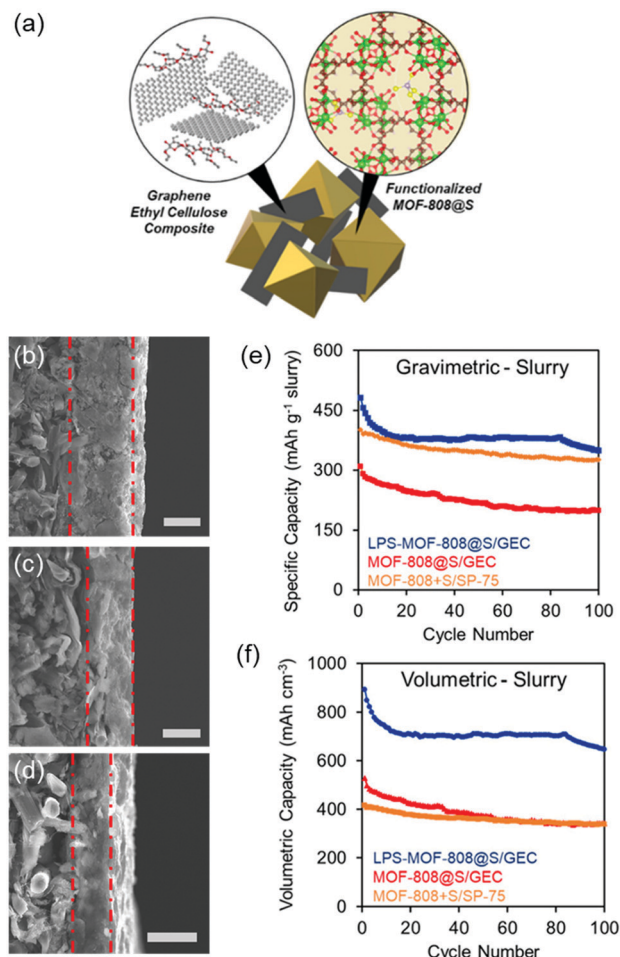 (a)
Graphene
Ethyl Cellulose
Composite
Functionalized
MOF-808@S
(b)
(c)
(d)
(e)
600
450
300
150
0
Specific Capacity (mAh g⁻¹ slurry)
Gravimetric - Slurry
LPS-MOF-808@S/GEC
MOF-808@S/GEC
MOF-808+S/SP-75
0 20 40 60 80 100
Cycle Number
(f)
1000
800
600
400
200
0
Volumetric Capacity (mAh cm⁻³)
Volumetric - Slurry
LPS-MOF-808@S/GEC
MOF-808@S/GEC
MOF-808+S/SP-75
0 20 40 60 80 100
Cycle Number